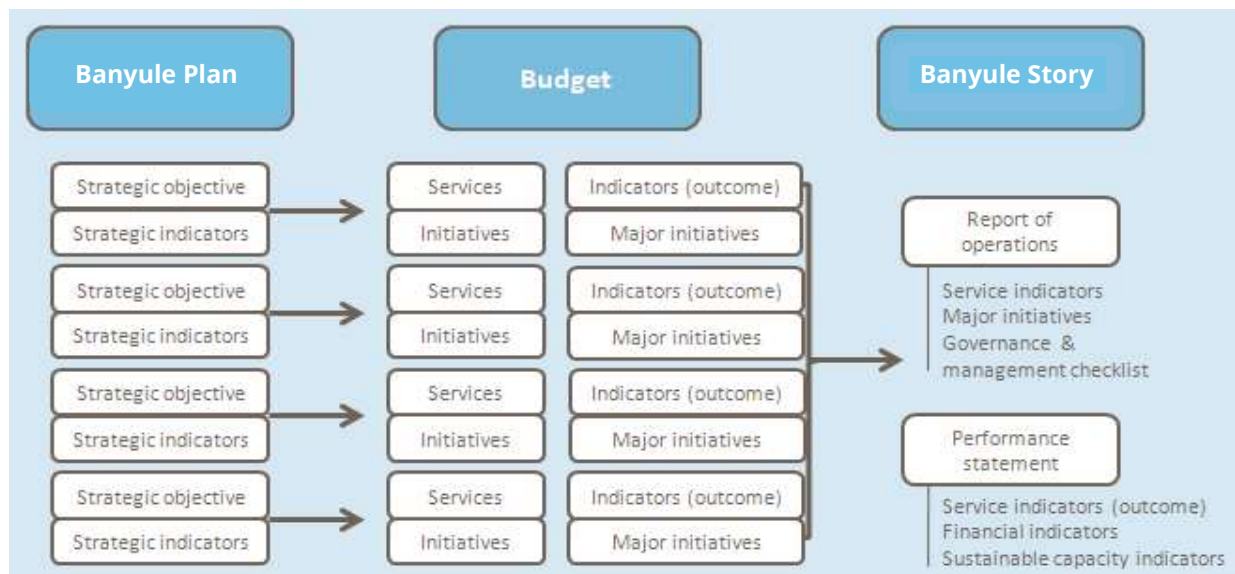 Banyule Plan
Budget
Banyule Story
Strategic objective
Strategic indicators
Services
Initiatives
Indicators (outcome)
Major initiatives
Strategic objective
Strategic indicators
Services
Initiatives
Indicators (outcome)
Major initiatives
Strategic objective
Strategic indicators
Services
Initiatives
Indicators (outcome)
Major initiatives
Strategic objective
Strategic indicators
Services
Initiatives
Indicators (outcome)
Major initiatives
Report of
operations
Service indicators
Major initiatives
Governance &
management checklist
Performance
statement
Service indicators (outcome)
Financial indicators
Sustainable capacity indicators